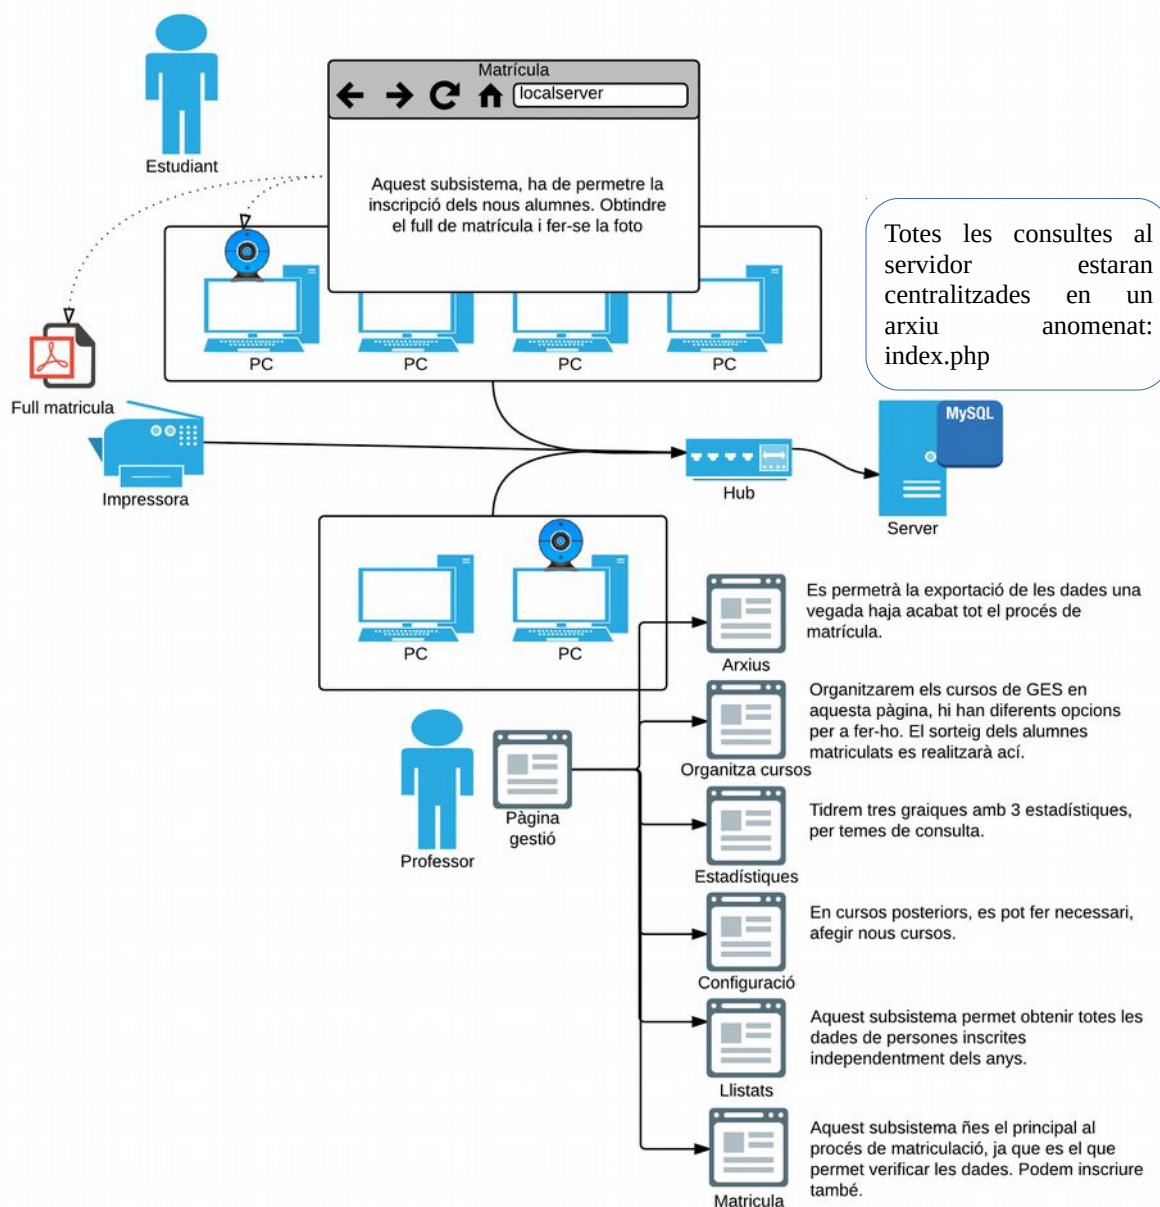 Matrícula
localserver
Estudiant
Aquest subsistema, ha de permetre la
inscripció dels nous alumnes. Obtindre
el full de matrícula i fer-se la foto
Totes les consultes al
servidor estaran
centralitzades en un
arxiu anomenat:
index.php
PC
PC
PC
PC
Full matricula
MySQL
Impressora
Hub
Server
PC
PC
Es permetrà la exportació de les dades una
vegada haja acabat tot el procés de
matrícula.
Arxius
Organitzarem els cursos de GES en
aquesta pàgina, hi han diferents opcions
per a fer-ho. El sorteig dels alumnes
matriculats es realitzarà ací.
Organitza cursos
Pàgina
gestió
Professor
Tidrem tres graiques amb 3 estadístiques,
per temes de consulta.
Estadístiques
En cursos posteriors, es pot fer necessari,
afegir nous cursos.
Configuració
Aquest subsistema permet obtenir totes les
dades de persones inscrites
independentment dels anys.
Llistats
Aquest subsistema ñes el principal al
procés de matriculació, ja que es el que
permet verificar les dades. Podem inscriure
també.
Matricula